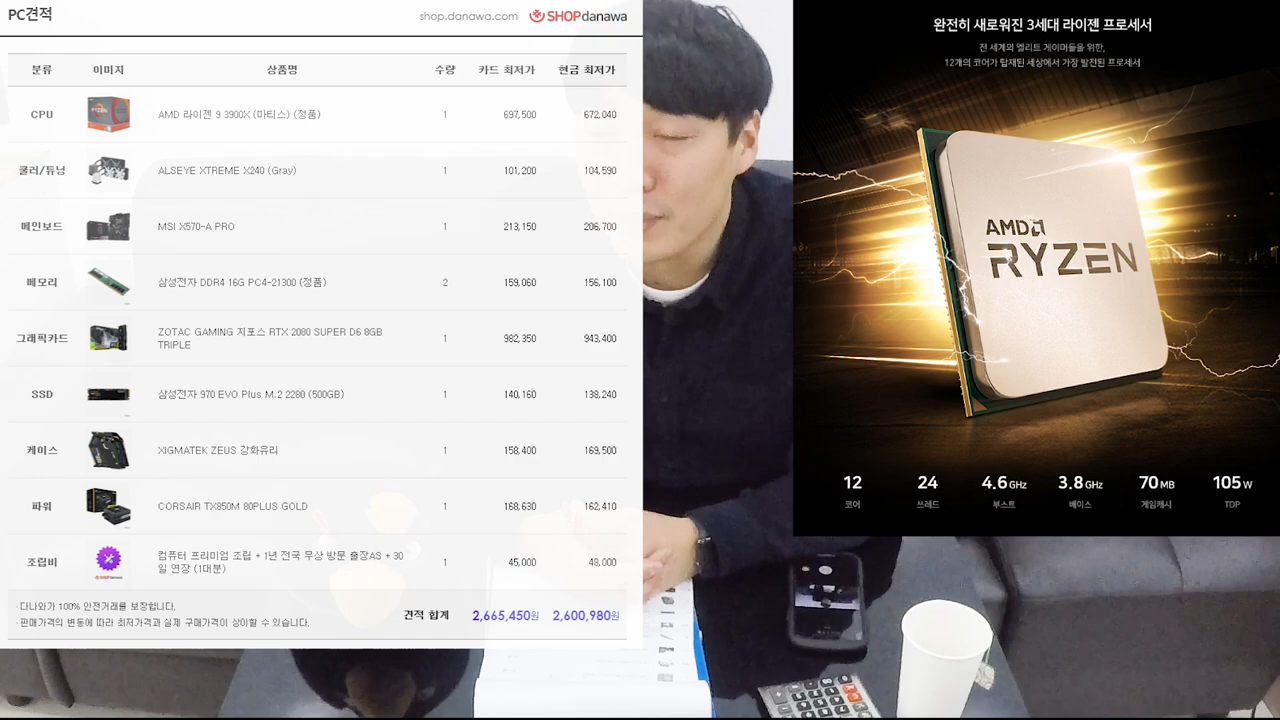 PC견적
shop.danawa.com SHOPdanawa
분류 이미지 상품명 수량 카드 최저가 현금 최저가
CPU AMD 라이젠 9 3900X (마티스) (정품) 1 697,500 672,040
쿨러/튜닝 ALSEYE XTREME X240 (Gray) 1 101,200 104,590
메인보드 MSI X570-A PRO 1 213,150 206,700
메모리 삼성전자 DDR4 16G PC4-21300 (정품) 2 159,060 156,100
그래픽카드 ZOTAC GAMING 지포스 RTX 2080 SUPER D6 8GB
TRIPLE 1 982,350 943,400
SSD 삼성전자 970 EVO Plus M.2 2280 (500GB) 1 140,160 138,240
케이스 XIGMATEK ZEUS 강화유리 1 158,400 169,500
파워 CORSAIR TX850M 80PLUS GOLD 1 168,630 162,410
조립비 컴퓨터 프리미엄 조립 + 1년 전국 무상 방문 출장AS + 30
일 연장 (1대분) 1 45,000 48,000
· 다나와가 100% 안전거래를 보장합니다.
· 판매가격의 변동에 따라 최저가격과 실제 구매가격이 상이할 수 있습니다.
견적 합계 2,665,450원 2,600,980원
완전히 새로워진 3세대 라이젠 프로세서
전 세계의 엘리트 게이머들을 위한,
12개의 코어가 탑재된 세상에서 가장 발전된 프로세서
AMD
RYZEN
12 24 4.6 GHz 3.8 GHz 70 MB 105 W
코어 쓰레드 부스트 베이스 게임캐시 TDP